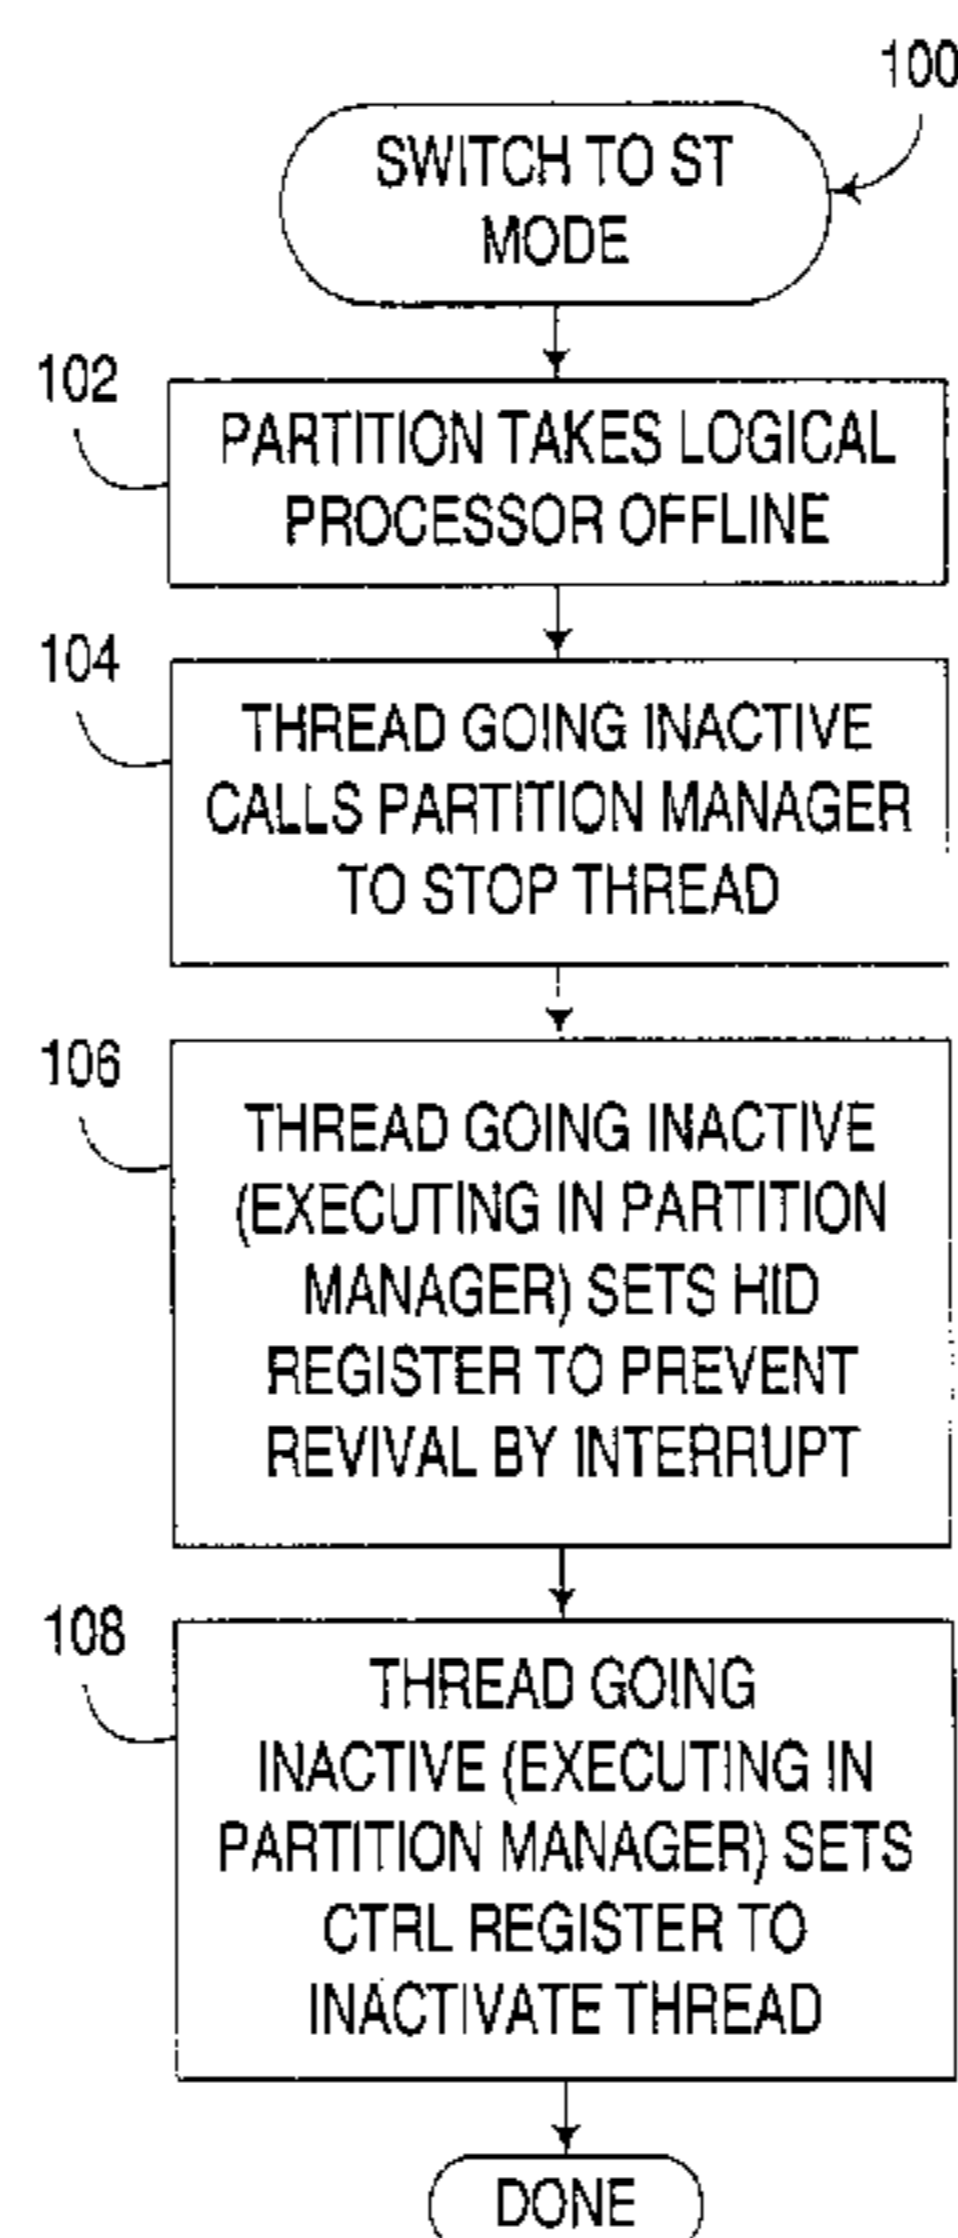 100
SWITCH TO ST
MODE
102
PARTITION TAKES LOGICAL
PROCESSOR OFFLINE
104
THREAD GOING INACTIVE
CALLS PARTITION MANAGER
TO STOP THREAD
106
THREAD GOING INACTIVE
(EXECUTING IN PARTITION
MANAGER) SETS HID
REGISTER TO PREVENT
REVIVAL BY INTERRUPT
108
THREAD GOING
INACTIVE (EXECUTING IN
PARTITION MANAGER) SETS
CTRL REGISTER TO
INACTIVATE THREAD
DONE